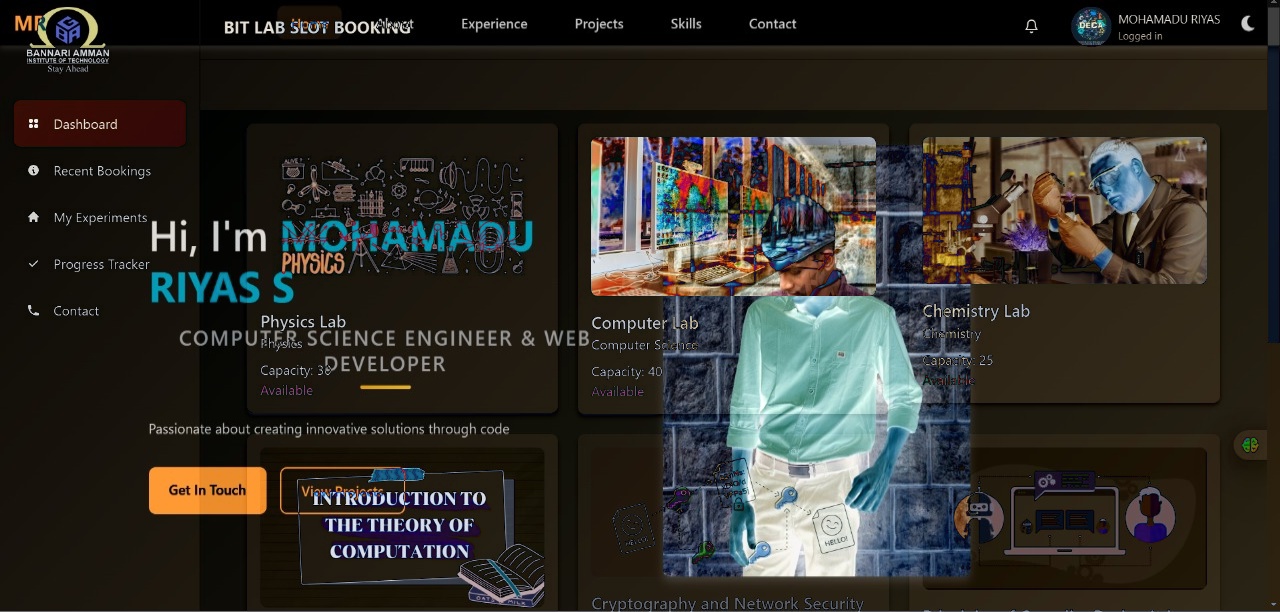 MR
BANNARI AMMAN
INSTITUTE OF TECHNOLOGY
Stay Ahead
BIT LAB SLOT BOOKING
Home
About
Experience
Projects
Skills
Contact
MOHAMADU RIYAS
Logged in
DECA
Dashboard
Recent Bookings
My Experiments
Progress Tracker
Contact
Hi, I'm MOHAMADU
RIYAS S
COMPUTER SCIENCE ENGINEER & WEB
DEVELOPER
Passionate about creating innovative solutions through code
Get In Touch
View Projects
PHYSICS
Physics Lab
Physics
Capacity: 30
Available
Computer Lab
Computer Science
Capacity: 40
Available
Chemistry Lab
Chemistry
Capacity: 25
Available
INTRODUCTION TO
THE THEORY OF
COMPUTATION
HELLO!
HELLO!
Cryptography and Network Security